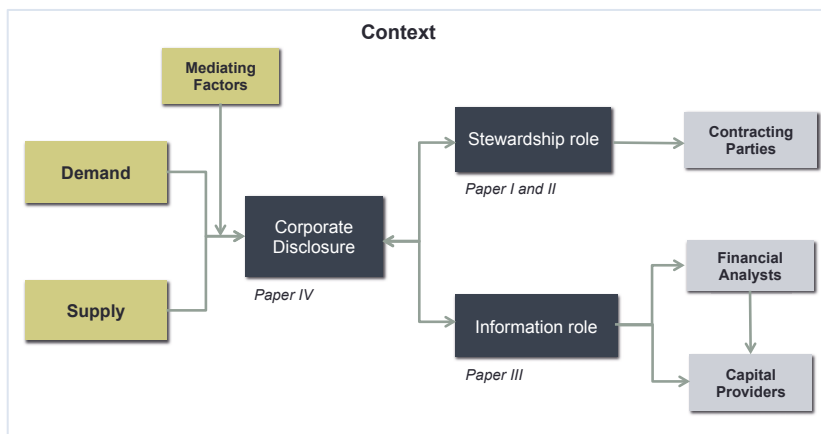 Context
Mediating
Factors
Demand
Supply
Corporate
Disclosure
Paper IV
Stewardship role
Paper I and II
Information role
Paper III
Contracting
Parties
Financial
Analysts
Capital
Providers